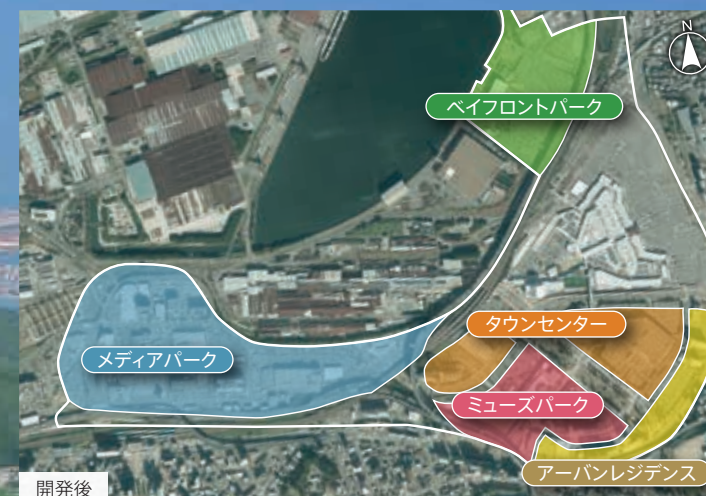 N
ベイフロントパーク
タウンセンター
メディアパーク
ミューズパーク
アーバンレジデンス
開発後